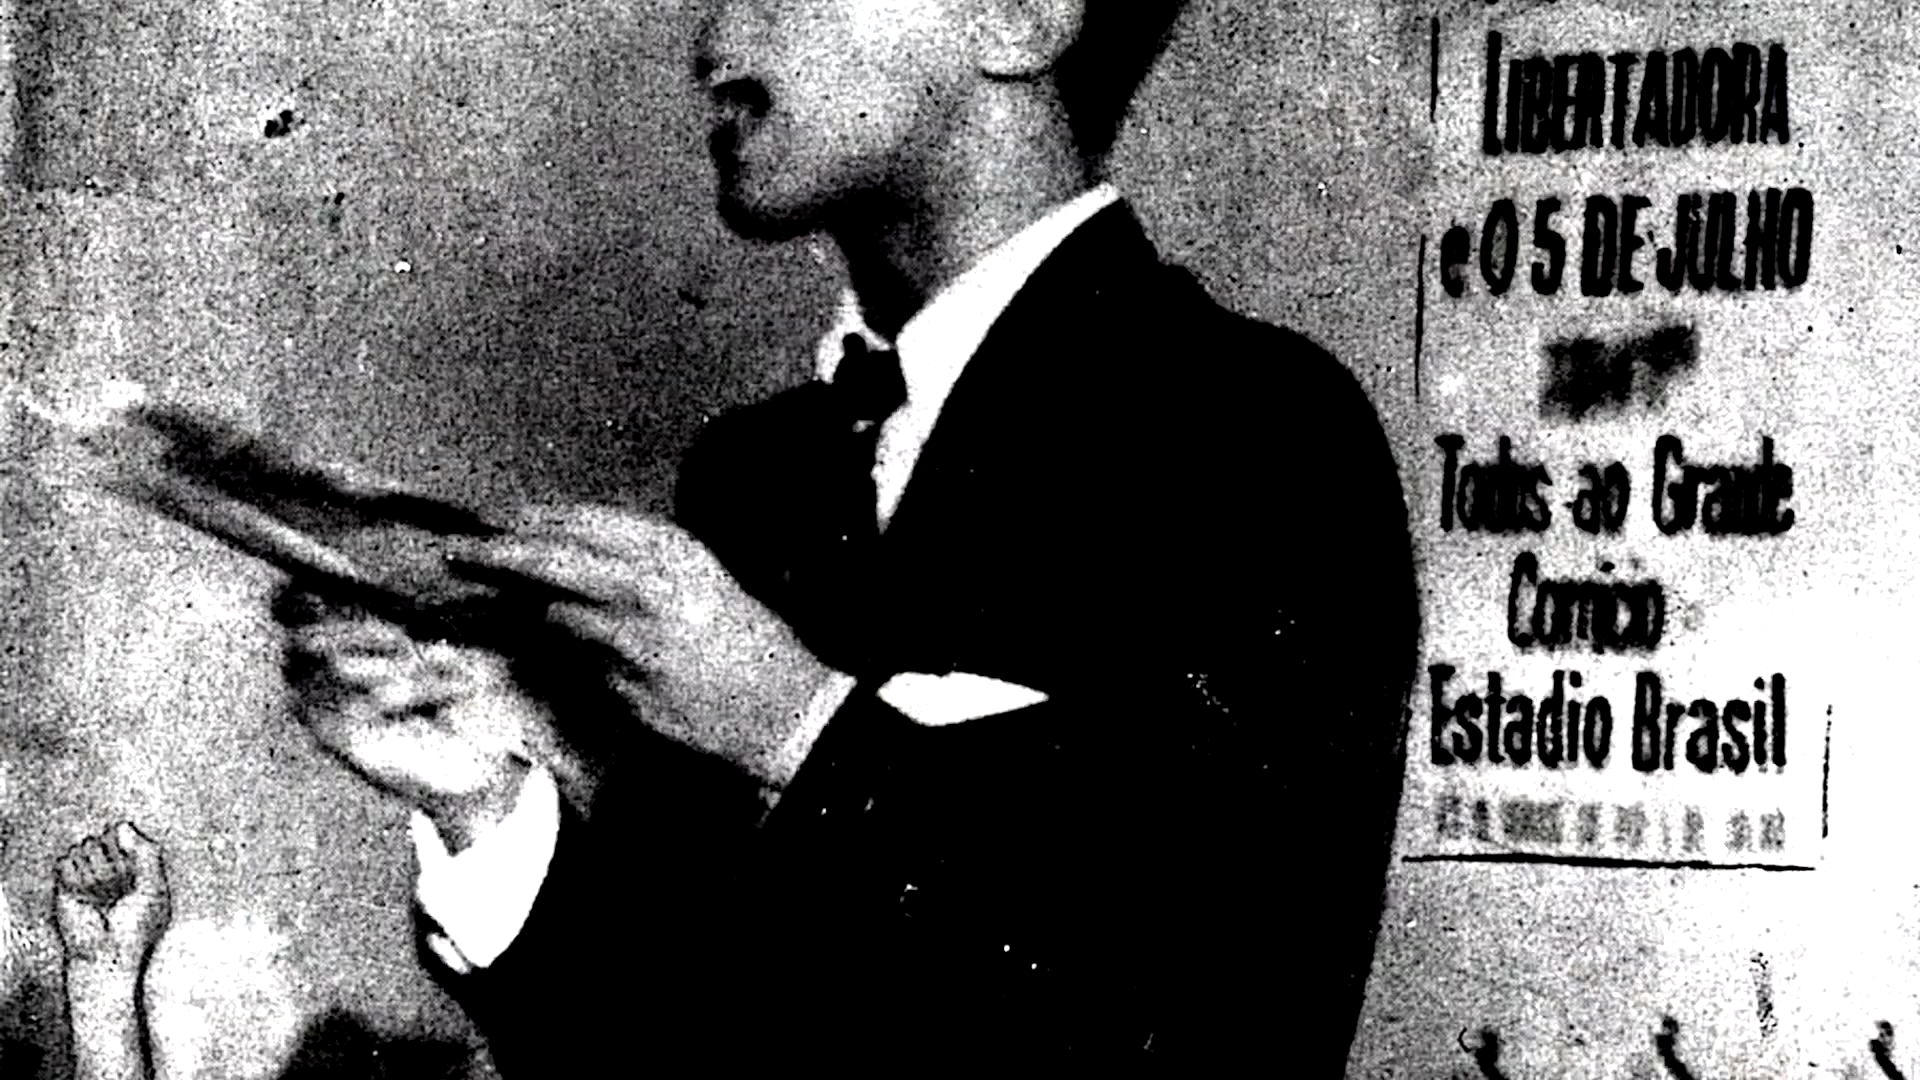 LIBERTADORA
e O 5 DE JULHO
Todos ao Grande
Comicio
Estadio Brasil